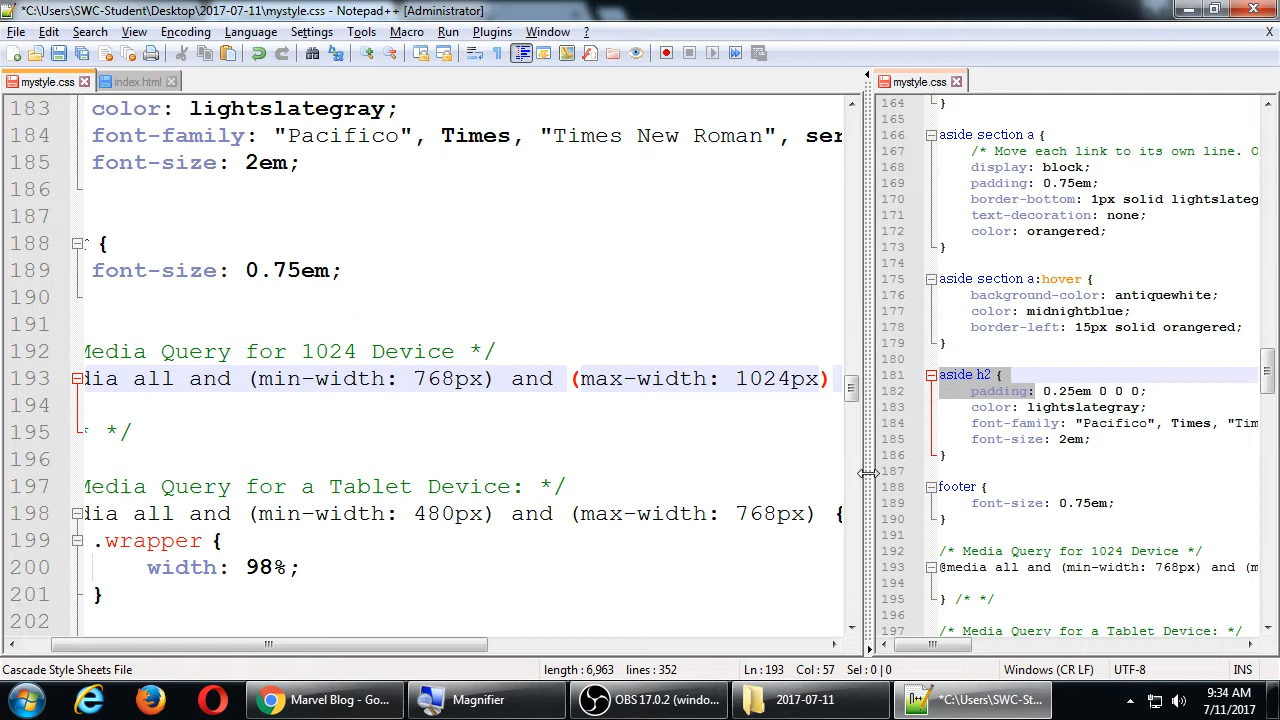 *C:\Users\SWC-Student\Desktop\2017-07-11\mystyle.css - Notepad++ [Administrator]
File Edit Search View Encoding Language Settings Tools Macro Run Plugins Window ? X
mystyle.css index.html
183 color: lightslategray;
184 font-family: "Pacifico", Times, "Times New Roman", ser
185 font-size: 2em;
186
187
188 {
189 font-size: 0.75em;
190 
191
192 Media Query for 1024 Device */
193 dia all and (min-width: 768px) and (max-width: 1024px)
194
195 * */
196
197 Media Query for a Tablet Device: */
198 dia all and (min-width: 480px) and (max-width: 768px) {
199 .wrapper {
200 width: 98%;
201 }
202
mystyle.css
164 }
165
166 aside section a {
167 /* Move each link to its own line. O
168 display: block;
169 padding: 0.75em;
170 border-bottom: 1px solid lightslateg
171 text-decoration: none;
172 color: orangered;
173 }
174
175 aside section a:hover {
176 background-color: antiquewhite;
177 color: midnightblue;
178 border-left: 15px solid orangered;
179 }
180
181 aside h2 {
182 padding: 0.25em 0 0 0;
183 color: lightslategray;
184 font-family: "Pacifico", Times, "Tim
185 font-size: 2em;
186 }
187
188 footer {
189 font-size: 0.75em;
190 }
191
192 /* Media Query for 1024 Device */
193 @media all and (min-width: 768px) and (m
194
195 } /* */
196
197 /* Media Query for a Tablet Device: */
Cascade Style Sheets File length : 6,963 lines : 352 Ln : 193 Col : 57 Sel : 0 | 0 Windows (CR LF) UTF-8 INS
Marvel Blog - Go... Magnifier OBS 17.0.2 (windo... 2017-07-11 *C:\Users\SWC-St... 9:34 AM
7/11/2017